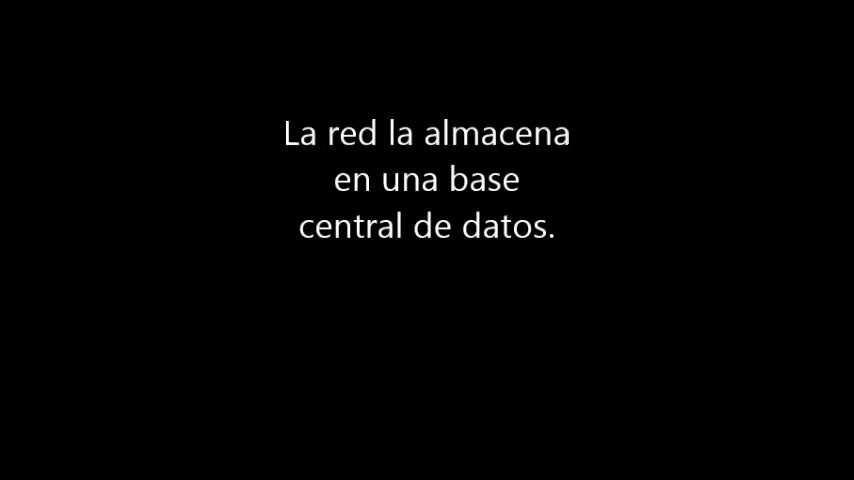 La red la almacena
en una base
central de datos.